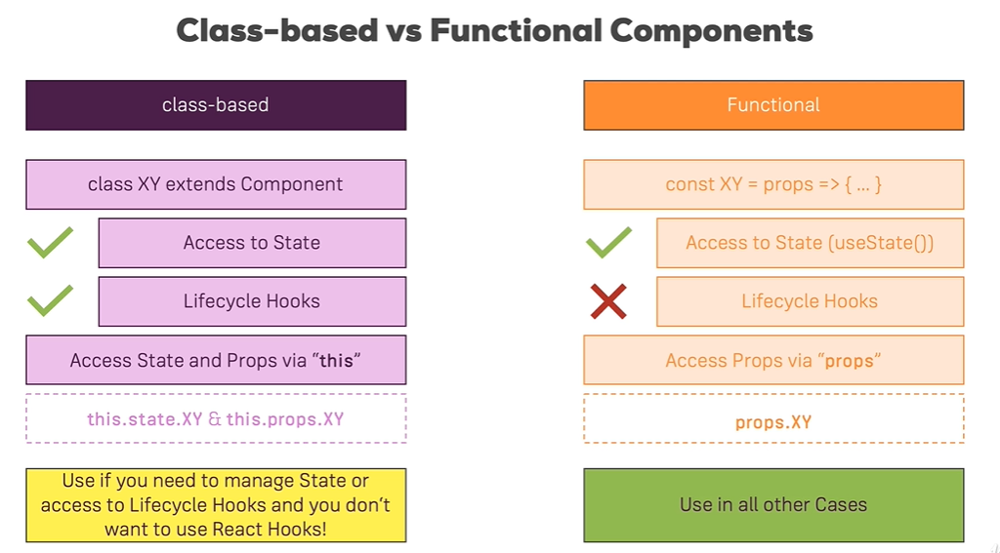 Class-based vs Functional Components
class-based
class XY extends Component
Access to State
Lifecycle Hooks
Access State and Props via “this”
this.state.XY & this.props.XY
Use if you need to manage State or
access to Lifecycle Hooks and you don’t
want to use React Hooks!
Functional
const XY = props => { … }
Access to State (useState())
Lifecycle Hooks
Access Props via “props”
props.XY
Use in all other Cases